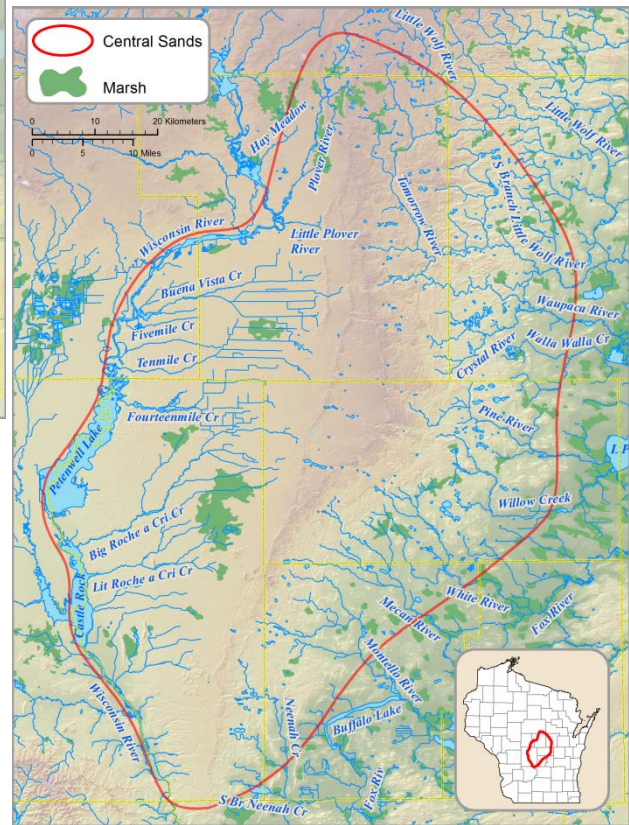 Central Sands
Marsh
0 10 20 Kilometers
0 5 10 Miles
Little Wolf River
Little Wolf River
Hay Meadow
Plover River
Tomorrow River
S Branch Little Wolf River
Wisconsin River
Little Plover
River
Buena Vista Cr
Waupaca River
Fivemile Cr
Walla Walla Cr
Tenmile Cr
Crystal River
Fourteenmile Cr
Pine River
Petenwell Lake
Willow Creek
Big Roche a Cri Cr
Lit Roche a Cri Cr
Castle Rock
White River
Mecan River
Fox River
Montello River
Wisconsin River
Neenah Cr
Buffalo Lake
S Br Neenah Cr
Fox Riv